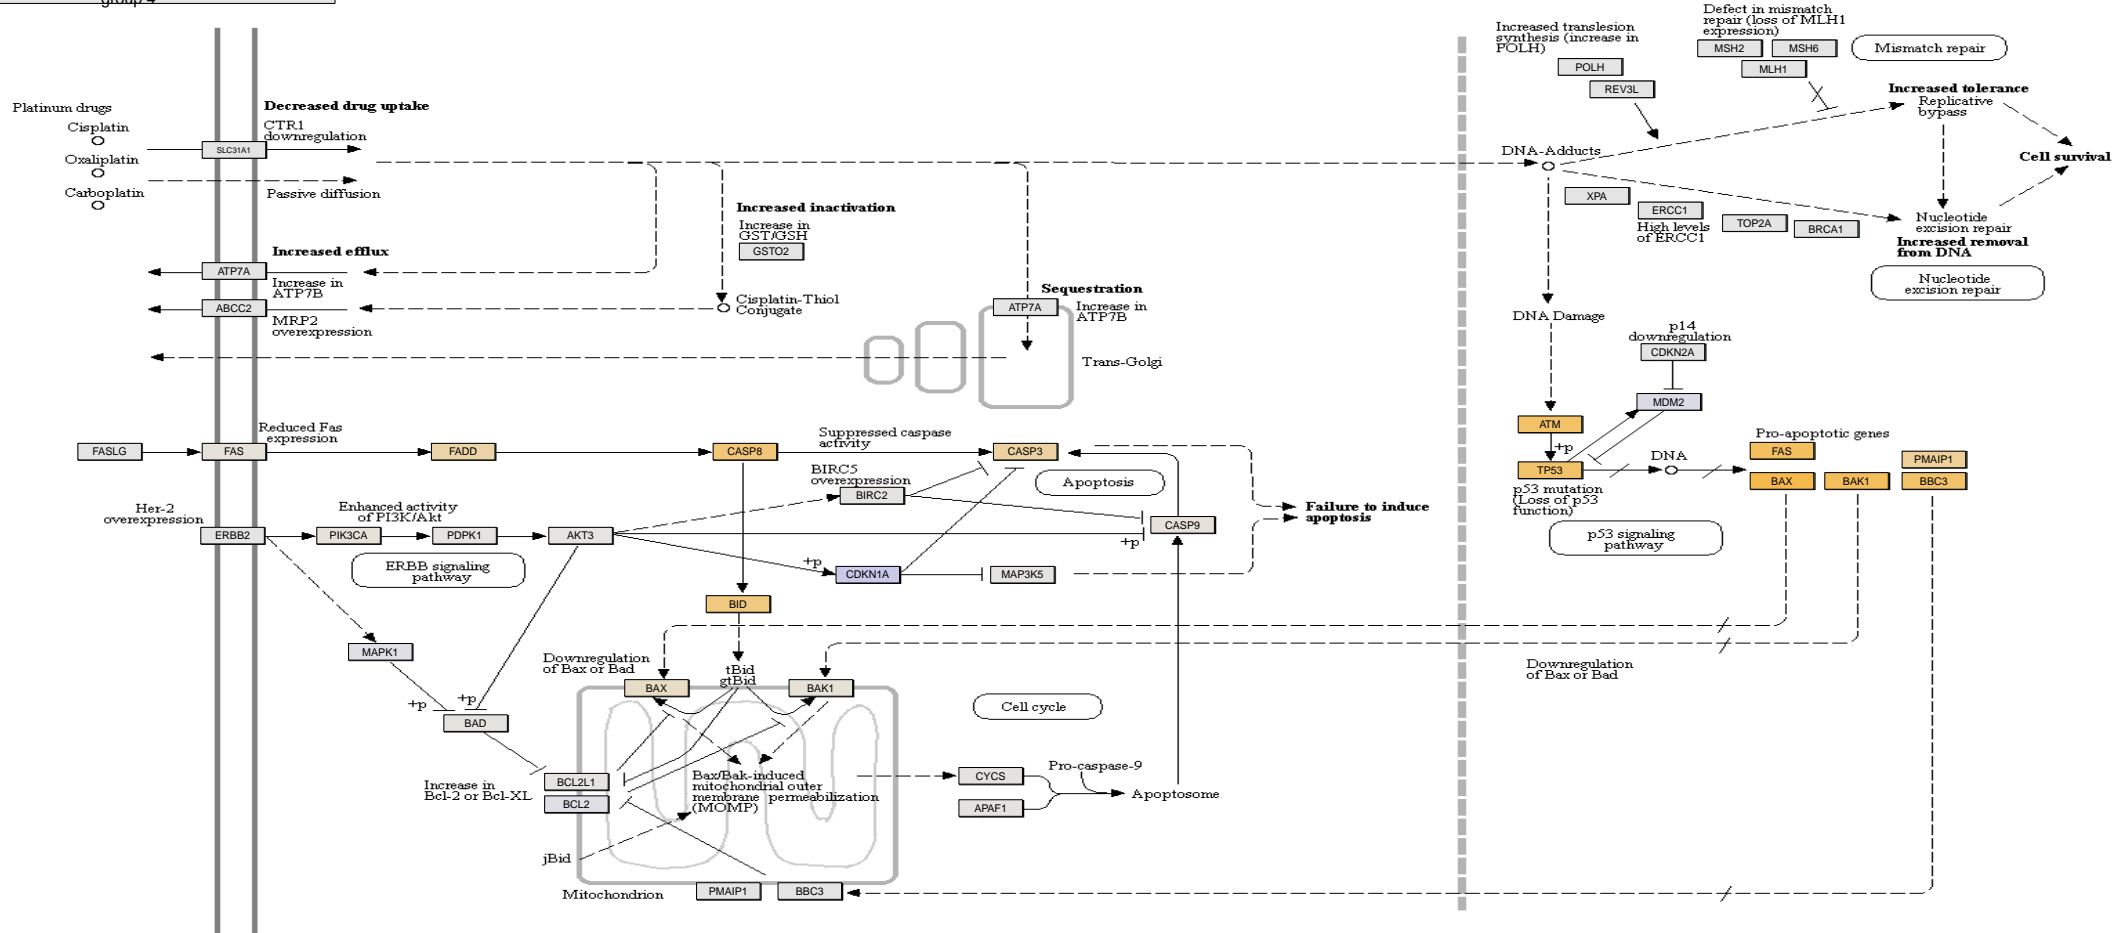 group 4
Increased translesion
synthesis (increase in
POLH)
POLH
REV3L
Defect in mismatch
repair (loss of MLH1
expression)
MSH2
MSH6
MLH1
Mismatch repair
Platinum drugs
Cisplatin
Oxaliplatin
Carboplatin
Decreased drug uptake
CTR1
downregulation
SLC31A1
Passive diffusion
Increased efflux
ATP7A
Increase in
ATP7B
ABCC2
MRP2
overexpression
Increased inactivation
Increase in
GST/GSH
GSTO2
Cisplatin-Thiol
Conjugate
Sequestration
ATP7A
Increase in
ATP7B
Trans-Golgi
DNA-Adducts
Increased tolerance
Replicative
bypass
Cell survival
XPA
ERCC1
High levels
of ERCC1
TOP2A
BRCA1
Nucleotide
excision repair
Increased removal
from DNA
Nucleotide
excision repair
DNA Damage
p14
downregulation
CDKN2A
MDM2
ATM
+p
TP53
p53 mutation
(Loss of p53
function)
DNA
Pro-apoptotic genes
FAS
PMAIP1
BAX
BAK1
BBC3
p53 signaling
pathway
FASLG
FAS
Reduced Fas
expression
FADD
CASP8
Suppressed caspase
activity
CASP3
BIRC5
overexpression
BIRC2
Apoptosis
Failure to induce
apoptosis
Her-2
overexpression
ERBB2
Enhanced activity
of PI3K/Akt
PIK3CA
PDPK1
AKT3
ERBB signaling
pathway
CASP9
+p
+p
CDKN1A
MAP3K5
BID
MAPK1
+p
+p
BAD
Downregulation
of Bax or Bad
tBid
gtBid
BAX
BAK1
Downregulation
of Bax or Bad
Cell cycle
BCL2L1
BCL2
Increase in
Bcl-2 or Bcl-XL
Bax/Bak-induced
mitochondrial outer
membrane permeabilization
(MOMP)
jBid
CYCS
APAF1
Pro-caspase-9
Apoptosome
Mitochondrion
PMAIP1
BBC3